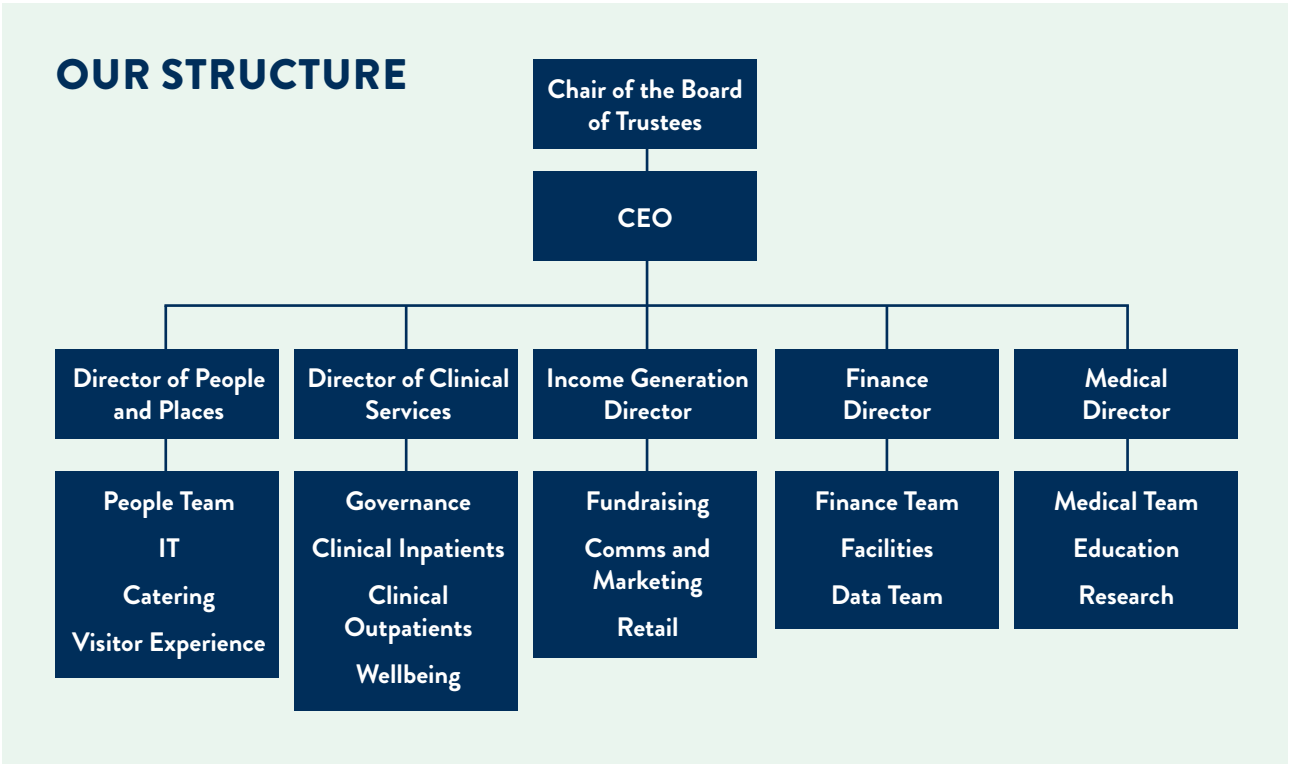 OUR STRUCTURE
Chair of the Board
of Trustees
CEO
Director of People
and Places
Director of Clinical
Services
Income Generation
Director
Finance
Director
Medical
Director
People Team
IT
Catering
Visitor Experience
Governance
Clinical Inpatients
Clinical
Outpatients
Wellbeing
Fundraising
Comms and
Marketing
Retail
Finance Team
Facilities
Data Team
Medical Team
Education
Research